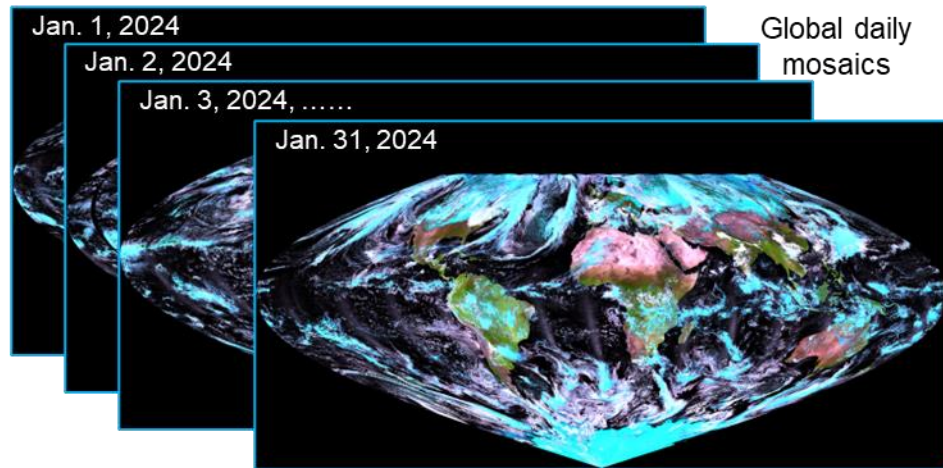 Jan. 1, 2024
Global daily
mosaics
Jan. 2, 2024
Jan. 3, 2024, ......
Jan. 31, 2024